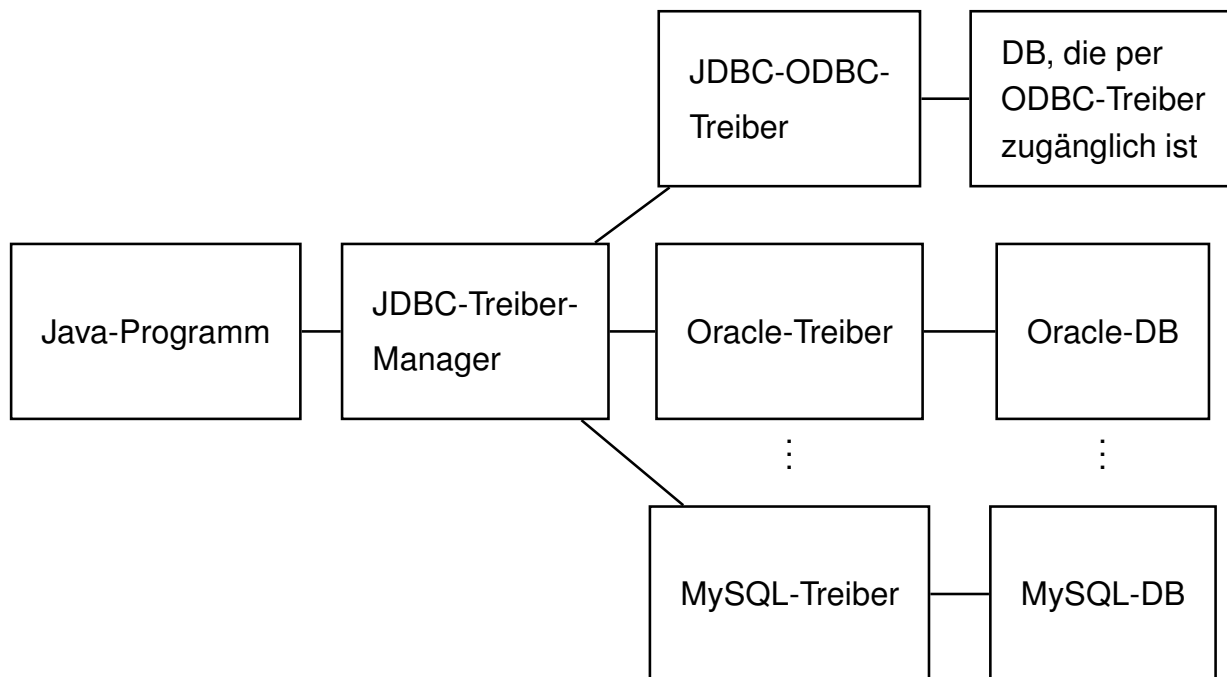 JDBC-ODBC-
Treiber
DB, die per
ODBC-Treiber
zugänglich ist
Java-Programm
JDBC-Treiber-
Manager
Oracle-Treiber
Oracle-DB
⋮
⋮
MySQL-Treiber
MySQL-DB